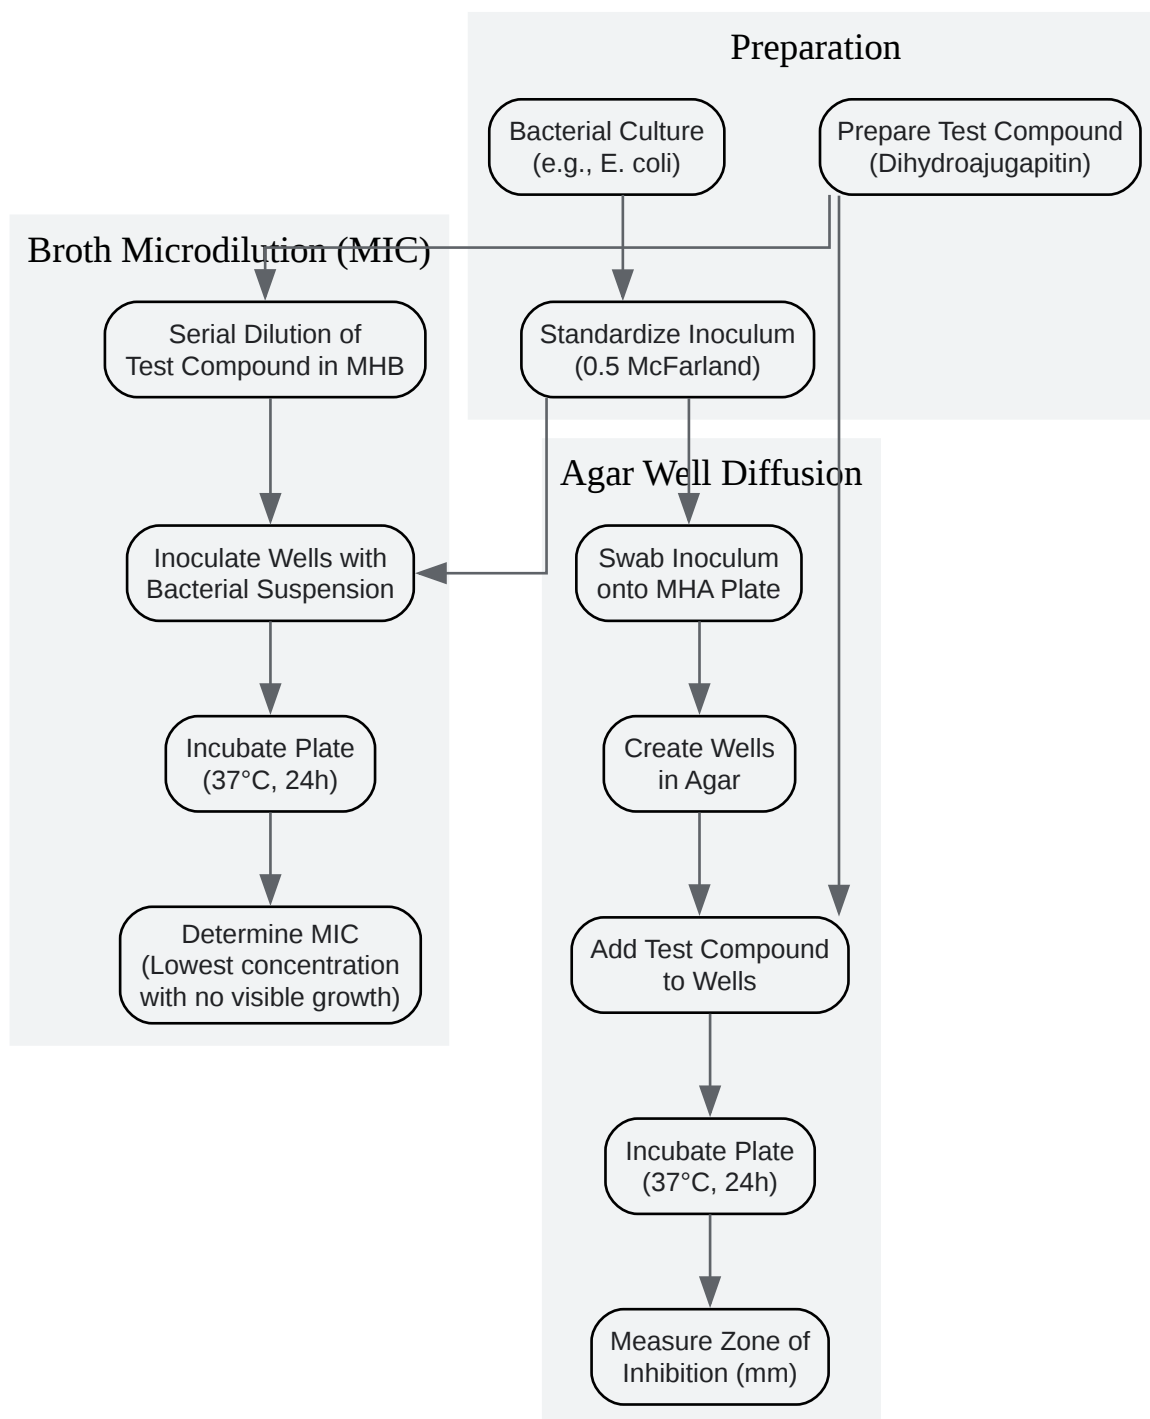 Preparation
Bacterial Culture
(e.g., E. coli)
Prepare Test Compound
(Dihydroajugapitin)
Standardize Inoculum
(0.5 McFarland)
Broth Microdilution (MIC)
Serial Dilution of
Test Compound in MHB
Inoculate Wells with
Bacterial Suspension
Incubate Plate
(37°C, 24h)
Determine MIC
(Lowest concentration
with no visible growth)
Agar Well Diffusion
Swab Inoculum
onto MHA Plate
Create Wells
in Agar
Add Test Compound
to Wells
Incubate Plate
(37°C, 24h)
Measure Zone of
Inhibition (mm)